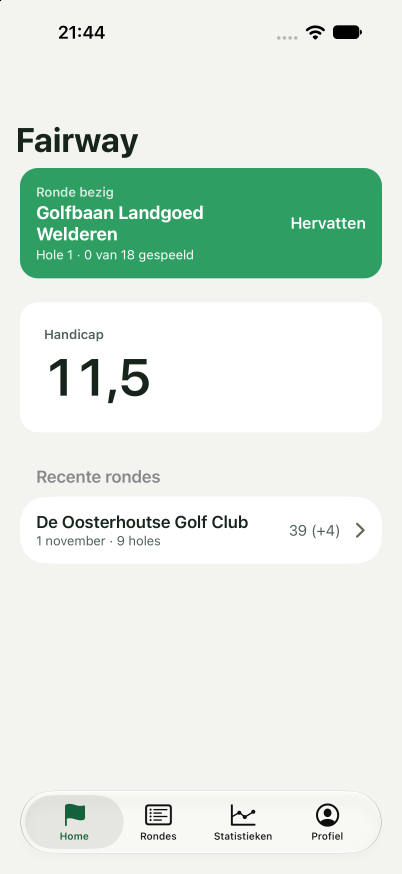 21:44
Fairway
Ronde bezig
Golfbaan Landgoed
Welderen
Hervatten
Hole 1 · 0 van 18 gespeeld
Handicap
11,5
Recente rondes
De Oosterhoutse Golf Club
39 (+4)
1 november · 9 holes
Home
Rondes
Statistieken
Profiel